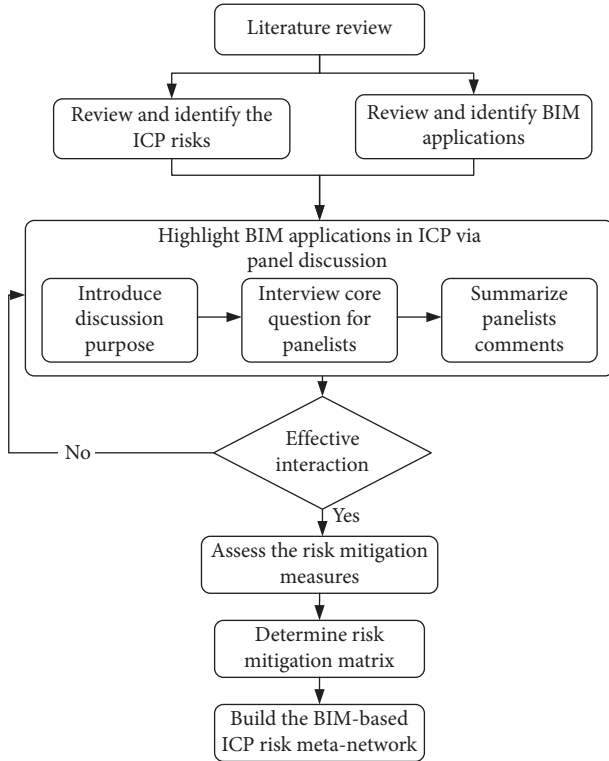 Literature review
Review and identify the
ICP risks
Review and identify BIM
applications
Highlight BIM applications in ICP via
panel discussion
Introduce
discussion
purpose
Interview core
question for
panelists
Summarize
panelists
comments
Effective
interaction
No
Yes
Assess the risk mitigation
measures
Determine risk
mitigation matrix
Build the BIM-based
ICP risk meta-network